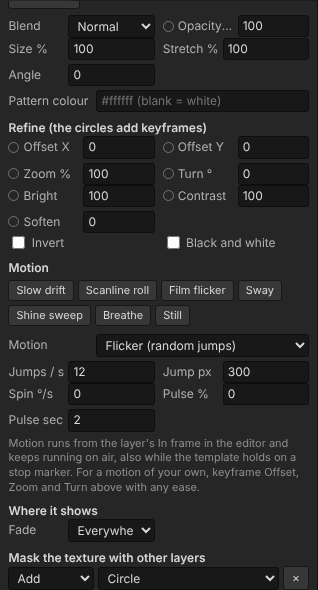 Blend Normal Opacity... 100
Size % 100 Stretch % 100
Angle 0
Pattern colour #ffffff (blank = white)
Refine (the circles add keyframes)
Offset X 0 Offset Y 0
Zoom % 100 Turn ° 0
Bright 100 Contrast 100
Soften 0
Invert Black and white
Motion
Slow drift Scanline roll Film flicker Sway
Shine sweep Breathe Still
Motion Flicker (random jumps)
Jumps / s 12 Jump px 300
Spin °/s 0 Pulse % 0
Pulse sec 2
Motion runs from the layer's In frame in the editor and
keeps running on air, also while the template holds on a
stop marker. For a motion of your own, keyframe Offset,
Zoom and Turn above with any ease.
Where it shows
Fade Everywhe
Mask the texture with other layers
Add Circle ×